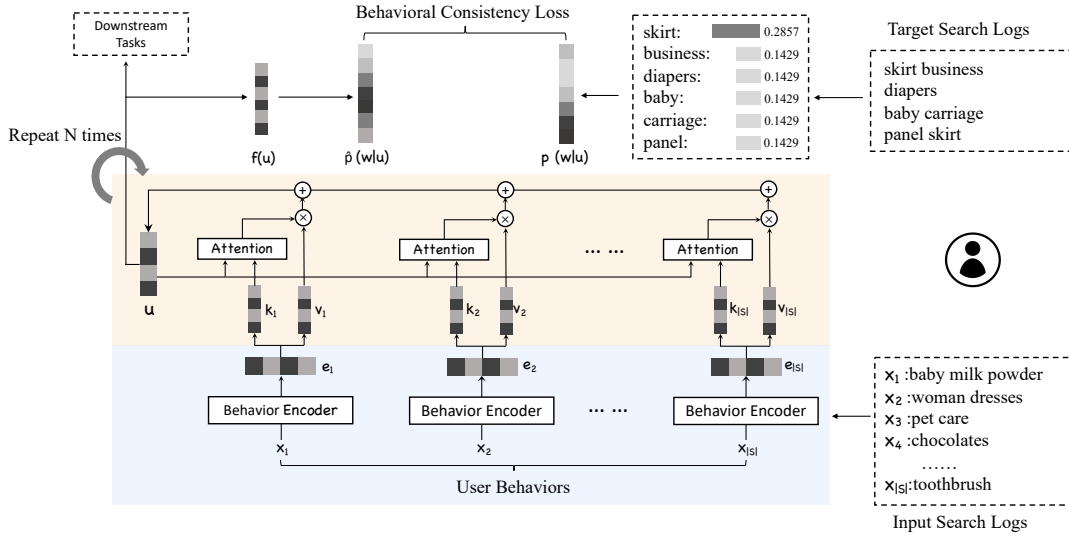 Downstream
Tasks
Behavioral Consistency Loss
skirt: 0.2857
business: 0.1429
diapers: 0.1429
baby: 0.1429
carriage: 0.1429
panel: 0.1429
Target Search Logs
skirt business
diapers
baby carriage
panel skirt
Repeat N times
f(u)
p̂ (w|u)
p (w|u)
+
+
+
×
×
×
Attention
Attention
... ...
Attention
u
k₁
v₁
k₂
v₂
k|S|
v|S|
e₁
e₂
e|S|
Behavior Encoder
Behavior Encoder
... ...
Behavior Encoder
x₁
x₂
x|S|
User Behaviors
x₁ :baby milk powder
x₂ :woman dresses
x₃ :pet care
x₄ :chocolates
......
x|S|:toothbrush
Input Search Logs